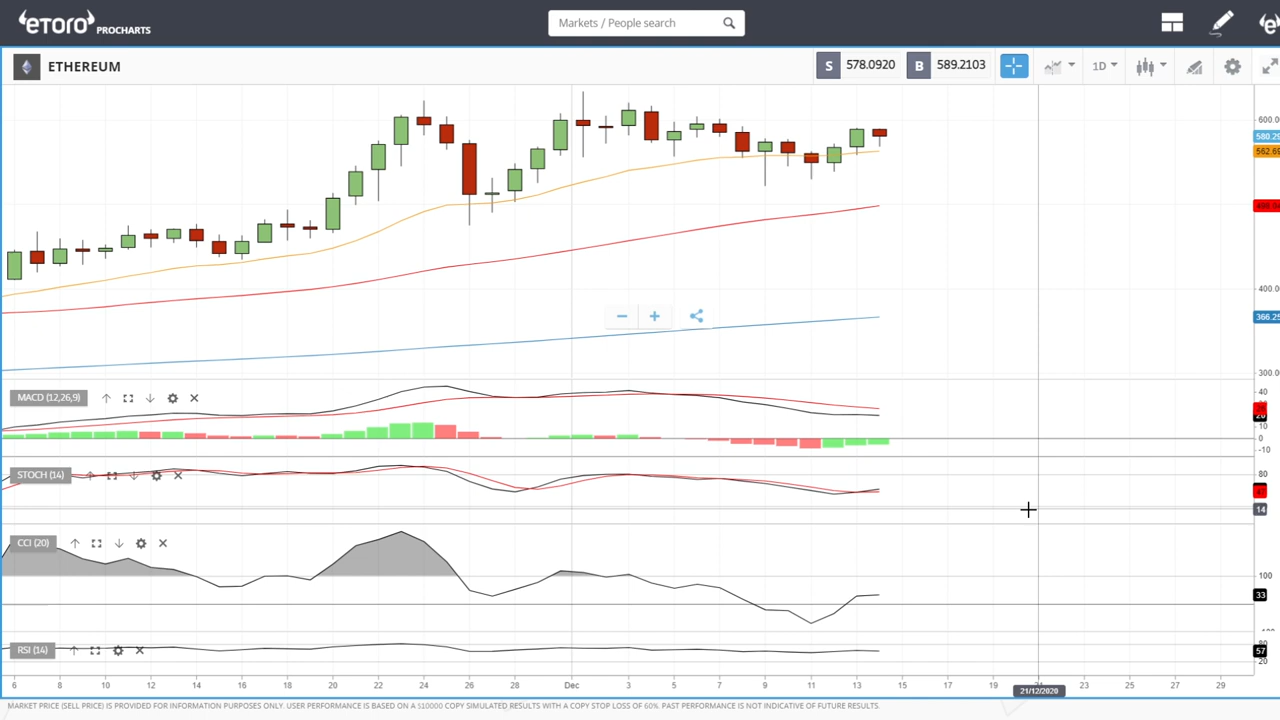 eToro PROCHARTS
Markets / People search
ETHEREUM
S 578.0920 B 589.2103
1D
600.0
580.29
562.69
400.00
366.25
300.00
MACD (12,26,9)
40
10
0
-10
STOCH (14)
80
14
CCI (20)
100
33
RSI (14)
80
57
20
6 8 10 12 14 16 18 20 22 24 26 28 Dec 3 5 7 9 11 13 15 17 19 23 25 27 29
21/12/2020
MARKET PRICE (SELL PRICE) IS PROVIDED FOR INFORMATION PURPOSES ONLY. USER PERFORMANCE IS BASED ON A $10000 COPY SIMULATED RESULTS WITH A COPY STOP LOSS OF 60%. PAST PERFORMANCE IS NOT INDICATIVE OF FUTURE RESULTS.